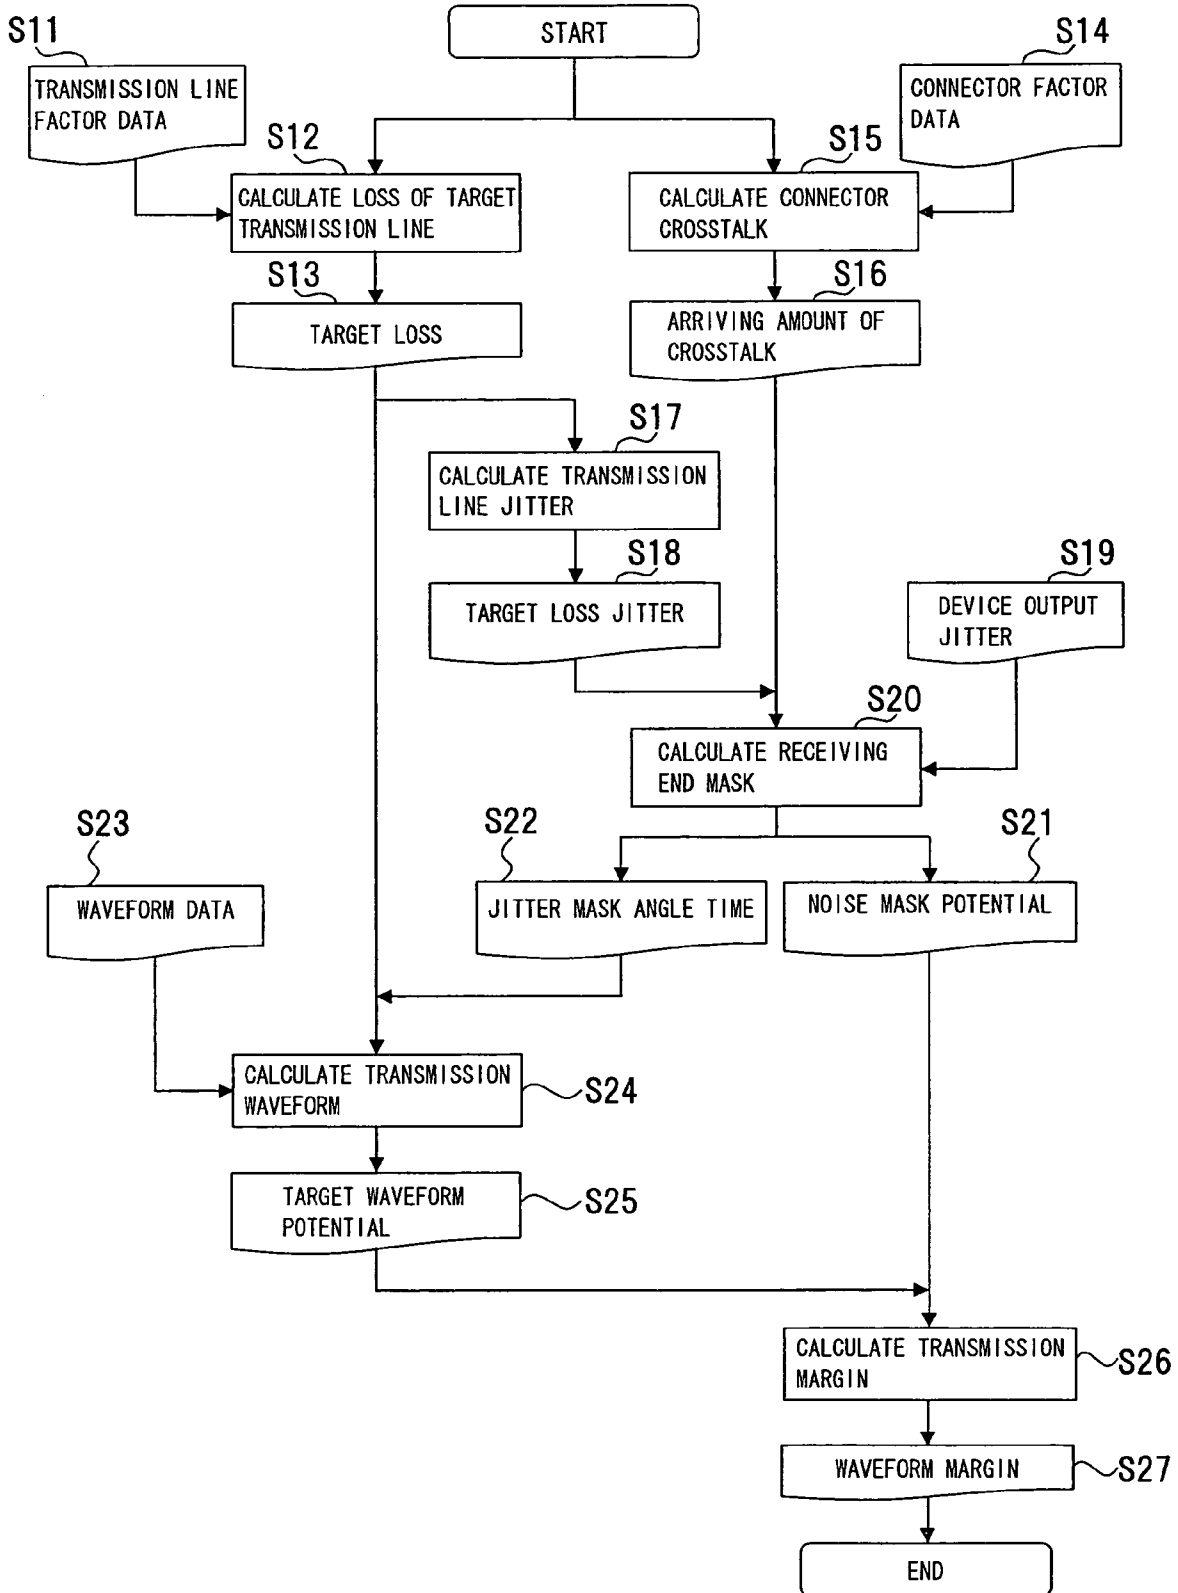 START
S11
TRANSMISSION LINE
FACTOR DATA
S14
CONNECTOR FACTOR
DATA
S12
CALCULATE LOSS OF TARGET
TRANSMISSION LINE
S15
CALCULATE CONNECTOR
CROSSTALK
S13
TARGET LOSS
S16
ARRIVING AMOUNT OF
CROSSTALK
S17
CALCULATE TRANSMISSION
LINE JITTER
S18
TARGET LOSS JITTER
S19
DEVICE OUTPUT
JITTER
S20
CALCULATE RECEIVING
END MASK
S23
WAVEFORM DATA
S22
JITTER MASK ANGLE TIME
S21
NOISE MASK POTENTIAL
CALCULATE TRANSMISSION
WAVEFORM
S24
TARGET WAVEFORM
POTENTIAL
S25
CALCULATE TRANSMISSION
MARGIN
S26
WAVEFORM MARGIN
S27
END